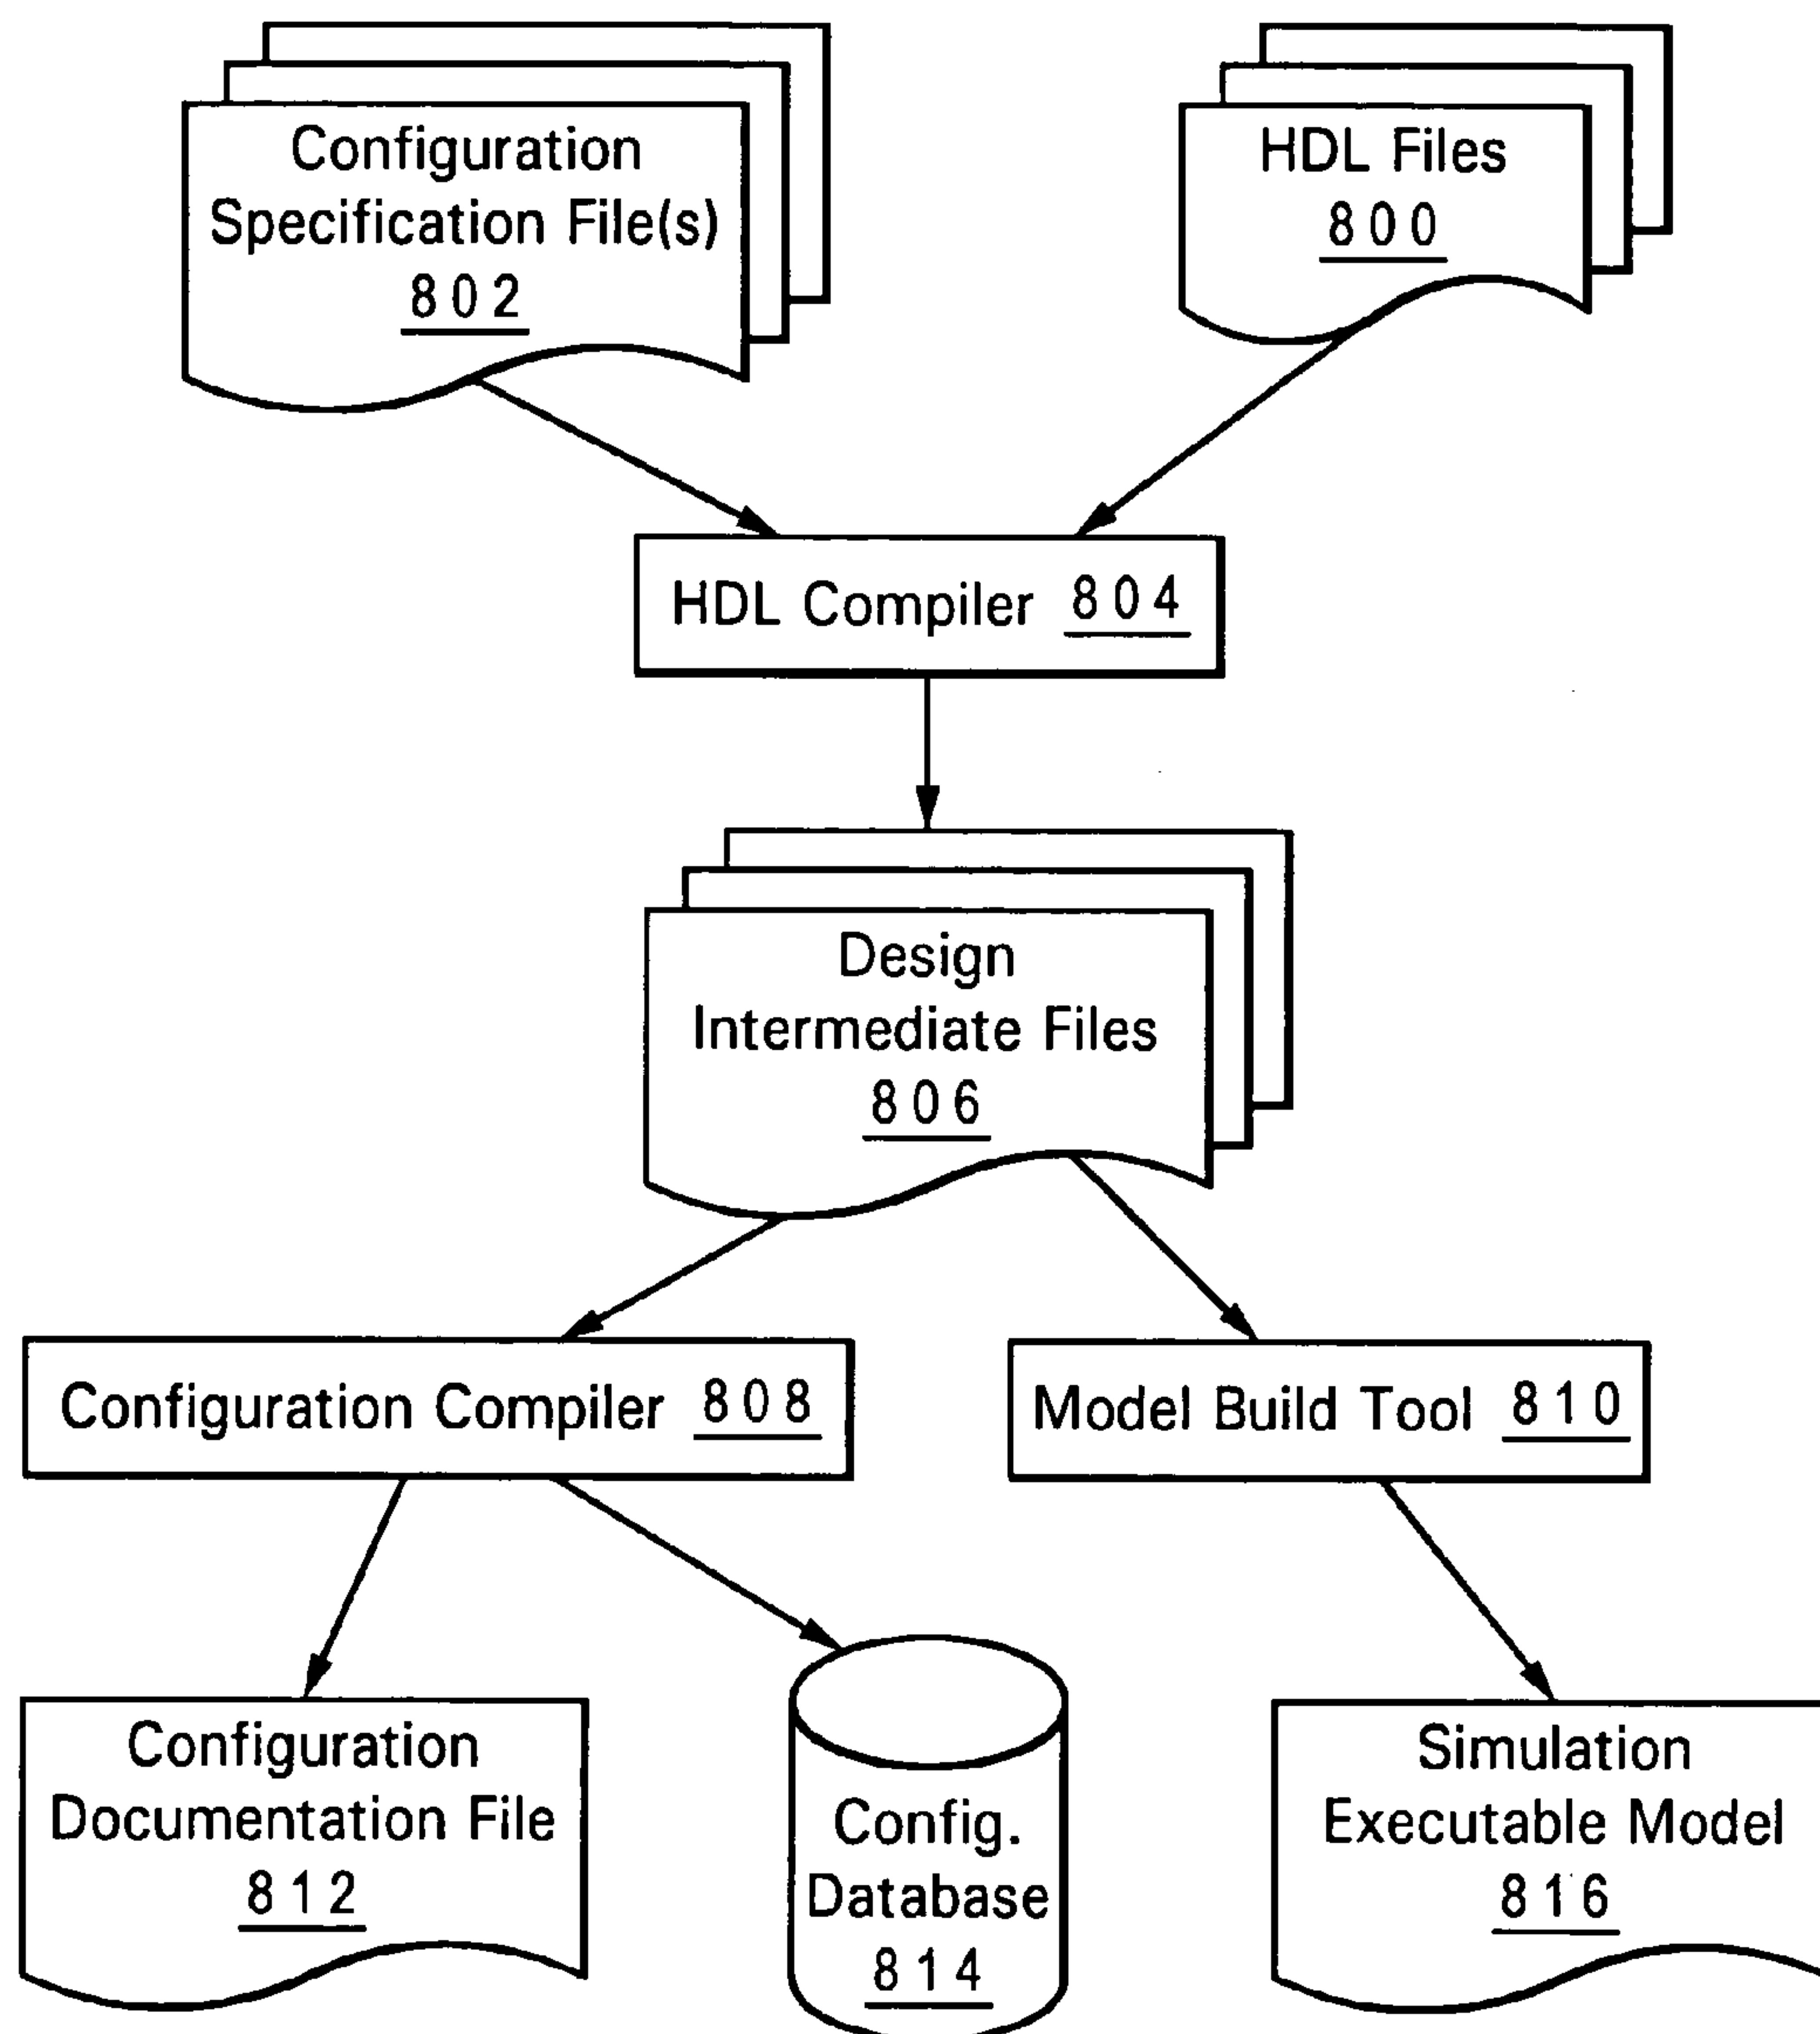 Configuration
Specification File(s)
802
HDL Files
800
HDL Compiler 804
Design
Intermediate Files
806
Configuration Compiler 808
Model Build Tool 810
Configuration
Documentation File
812
Config.
Database
814
Simulation
Executable Model
816